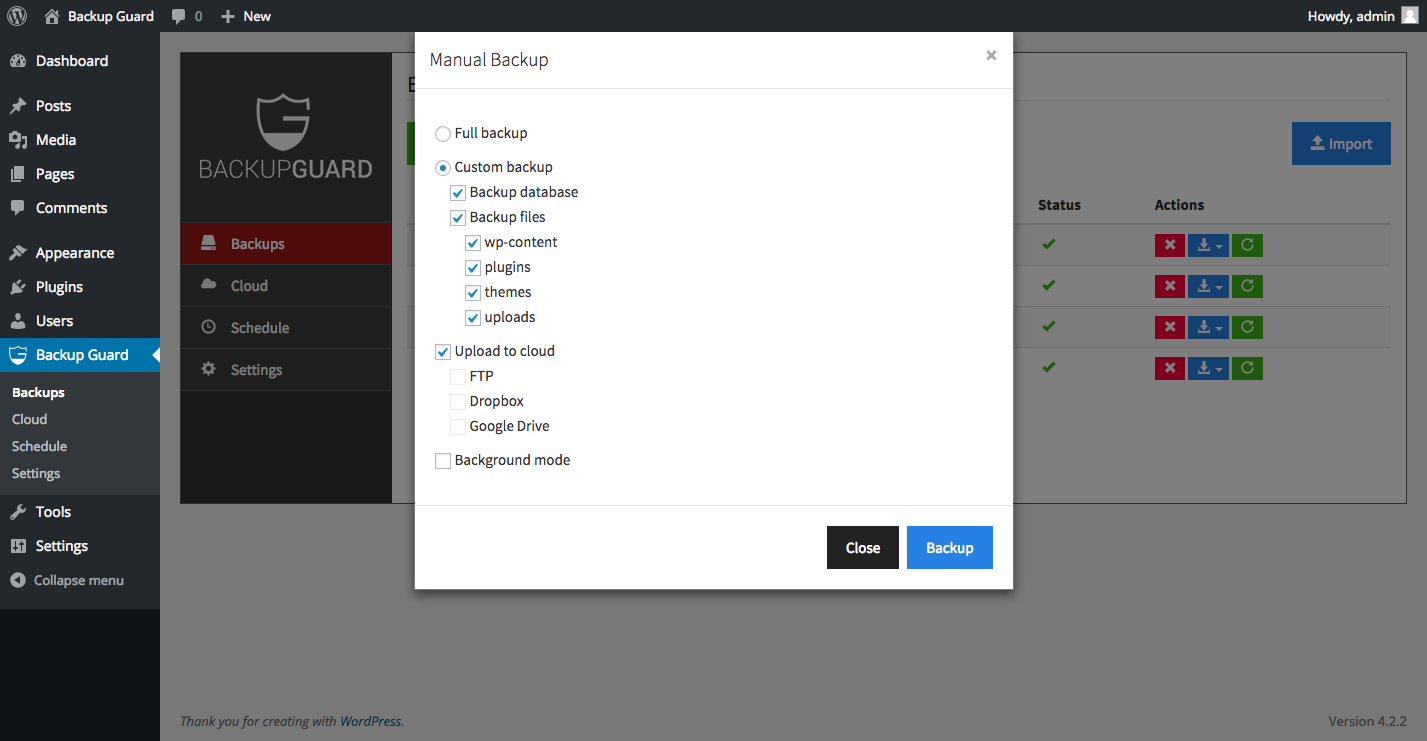 Backup Guard 0 New Howdy, admin
Dashboard
Posts
Media
Pages
Comments
Appearance
Plugins
Users
Backup Guard
Backups
Cloud
Schedule
Settings
Tools
Settings
Collapse menu
BACKUPGUARD
Backups
Cloud
Schedule
Settings
Manual Backup
Full backup
Custom backup
Backup database
Backup files
wp-content
plugins
themes
uploads
Upload to cloud
FTP
Dropbox
Google Drive
Background mode
Close Backup
Import
Status Actions
Thank you for creating with WordPress. Version 4.2.2